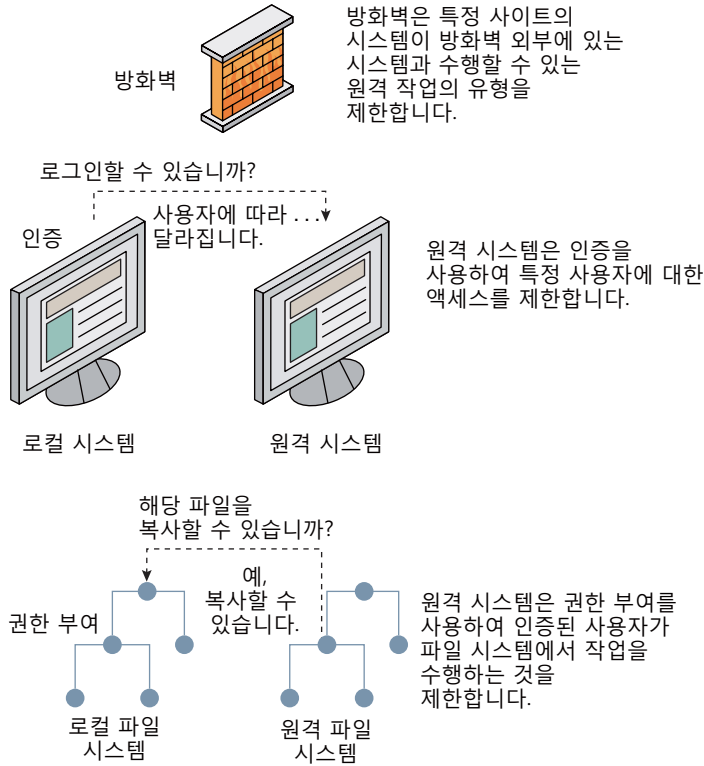 방화벽
방화벽은 특정 사이트의
시스템이 방화벽 외부에 있는
시스템과 수행할 수 있는
원격 작업의 유형을
제한합니다.
로그인할 수 있습니까?
인증
사용자에 따라 . . .
달라집니다.
원격 시스템은 인증을
사용하여 특정 사용자에 대한
액세스를 제한합니다.
로컬 시스템
원격 시스템
해당 파일을
복사할 수 있습니까?
예,
복사할 수
있습니다.
권한 부여
원격 시스템은 권한 부여를
사용하여 인증된 사용자가
파일 시스템에서 작업을
수행하는 것을
제한합니다.
로컬 파일
시스템
원격 파일
시스템